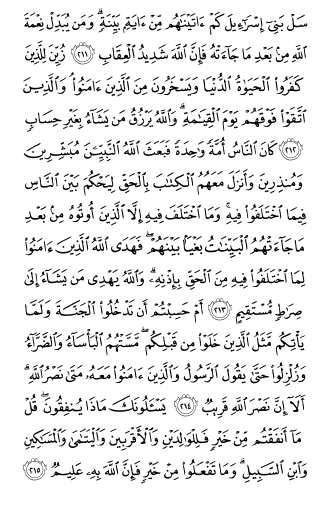 سَلْ بَنِىٓ إِسْرَٰٓءِيلَ كَمْ ءَاتَيْنَٰهُم مِّنْ ءَايَةٍۭ بَيِّنَةٍۢ ۗ وَمَن يُبَدِّلْ نِعْمَةَ
ٱللَّهِ مِنۢ بَعْدِ مَا جَآءَتْهُ فَإِنَّ ٱللَّهَ شَدِيدُ ٱلْعِقَابِ ﴿٢١١﴾ زُيِّنَ لِلَّذِينَ
كَفَرُوا۟ ٱلْحَيَوٰةُ ٱلدُّنْيَا وَيَسْخَرُونَ مِنَ ٱلَّذِينَ ءَامَنُوا۟ ۘ وَٱلَّذِينَ
ٱتَّقَوْا۟ فَوْقَهُمْ يَوْمَ ٱلْقِيَٰمَةِ ۗ وَٱللَّهُ يَرْزُقُ مَن يَشَآءُ بِغَيْرِ حِسَابٍۢ
﴿٢١٢﴾ كَانَ ٱلنَّاسُ أُمَّةًۭ وَٰحِدَةًۭ فَبَعَثَ ٱللَّهُ ٱلنَّبِيِّۦنَ مُبَشِّرِينَ
وَمُنذِرِينَ وَأَنزَلَ مَعَهُمُ ٱلْكِتَٰبَ بِٱلْحَقِّ لِيَحْكُمَ بَيْنَ ٱلنَّاسِ
فِيمَا ٱخْتَلَفُوا۟ فِيهِ ۚ وَمَا ٱخْتَلَفَ فِيهِ إِلَّا ٱلَّذِينَ أُوتُوهُ مِنۢ بَعْدِ
مَا جَآءَتْهُمُ ٱلْبَيِّنَٰتُ بَغْيًۢا بَيْنَهُمْ ۖ فَهَدَى ٱللَّهُ ٱلَّذِينَ ءَامَنُوا۟
لِمَا ٱخْتَلَفُوا۟ فِيهِ مِنَ ٱلْحَقِّ بِإِذْنِهِۦ ۗ وَٱللَّهُ يَهْدِى مَن يَشَآءُ إِلَىٰ
صِرَٰطٍۢ مُّسْتَقِيمٍ ﴿٢١٣﴾ أَمْ حَسِبْتُمْ أَن تَدْخُلُوا۟ ٱلْجَنَّةَ وَلَمَّا
يَأْتِكُم مَّثَلُ ٱلَّذِينَ خَلَوْا۟ مِن قَبْلِكُم ۖ مَّسَّتْهُمُ ٱلْبَأْسَآءُ وَٱلضَّرَّآءُ
وَزُلْزِلُوا۟ حَتَّىٰ يَقُولَ ٱلرَّسُولُ وَٱلَّذِينَ ءَامَنُوا۟ مَعَهُۥ مَتَىٰ نَصْرُ ٱللَّهِ ۗ
أَلَآ إِنَّ نَصْرَ ٱللَّهِ قَرِيبٌۭ ﴿٢١٤﴾ يَسْـَٔلُونَكَ مَاذَا يُنفِقُونَ ۖ قُلْ
مَآ أَنفَقْتُم مِّنْ خَيْرٍۢ فَلِلْوَٰلِدَيْنِ وَٱلْأَقْرَبِينَ وَٱلْيَتَٰمَىٰ وَٱلْمَسَٰكِينِ
وَٱبْنِ ٱلسَّبِيلِ ۗ وَمَا تَفْعَلُوا۟ مِنْ خَيْرٍۢ فَإِنَّ ٱللَّهَ بِهِۦ عَلِيمٌۭ ﴿٢١٥﴾